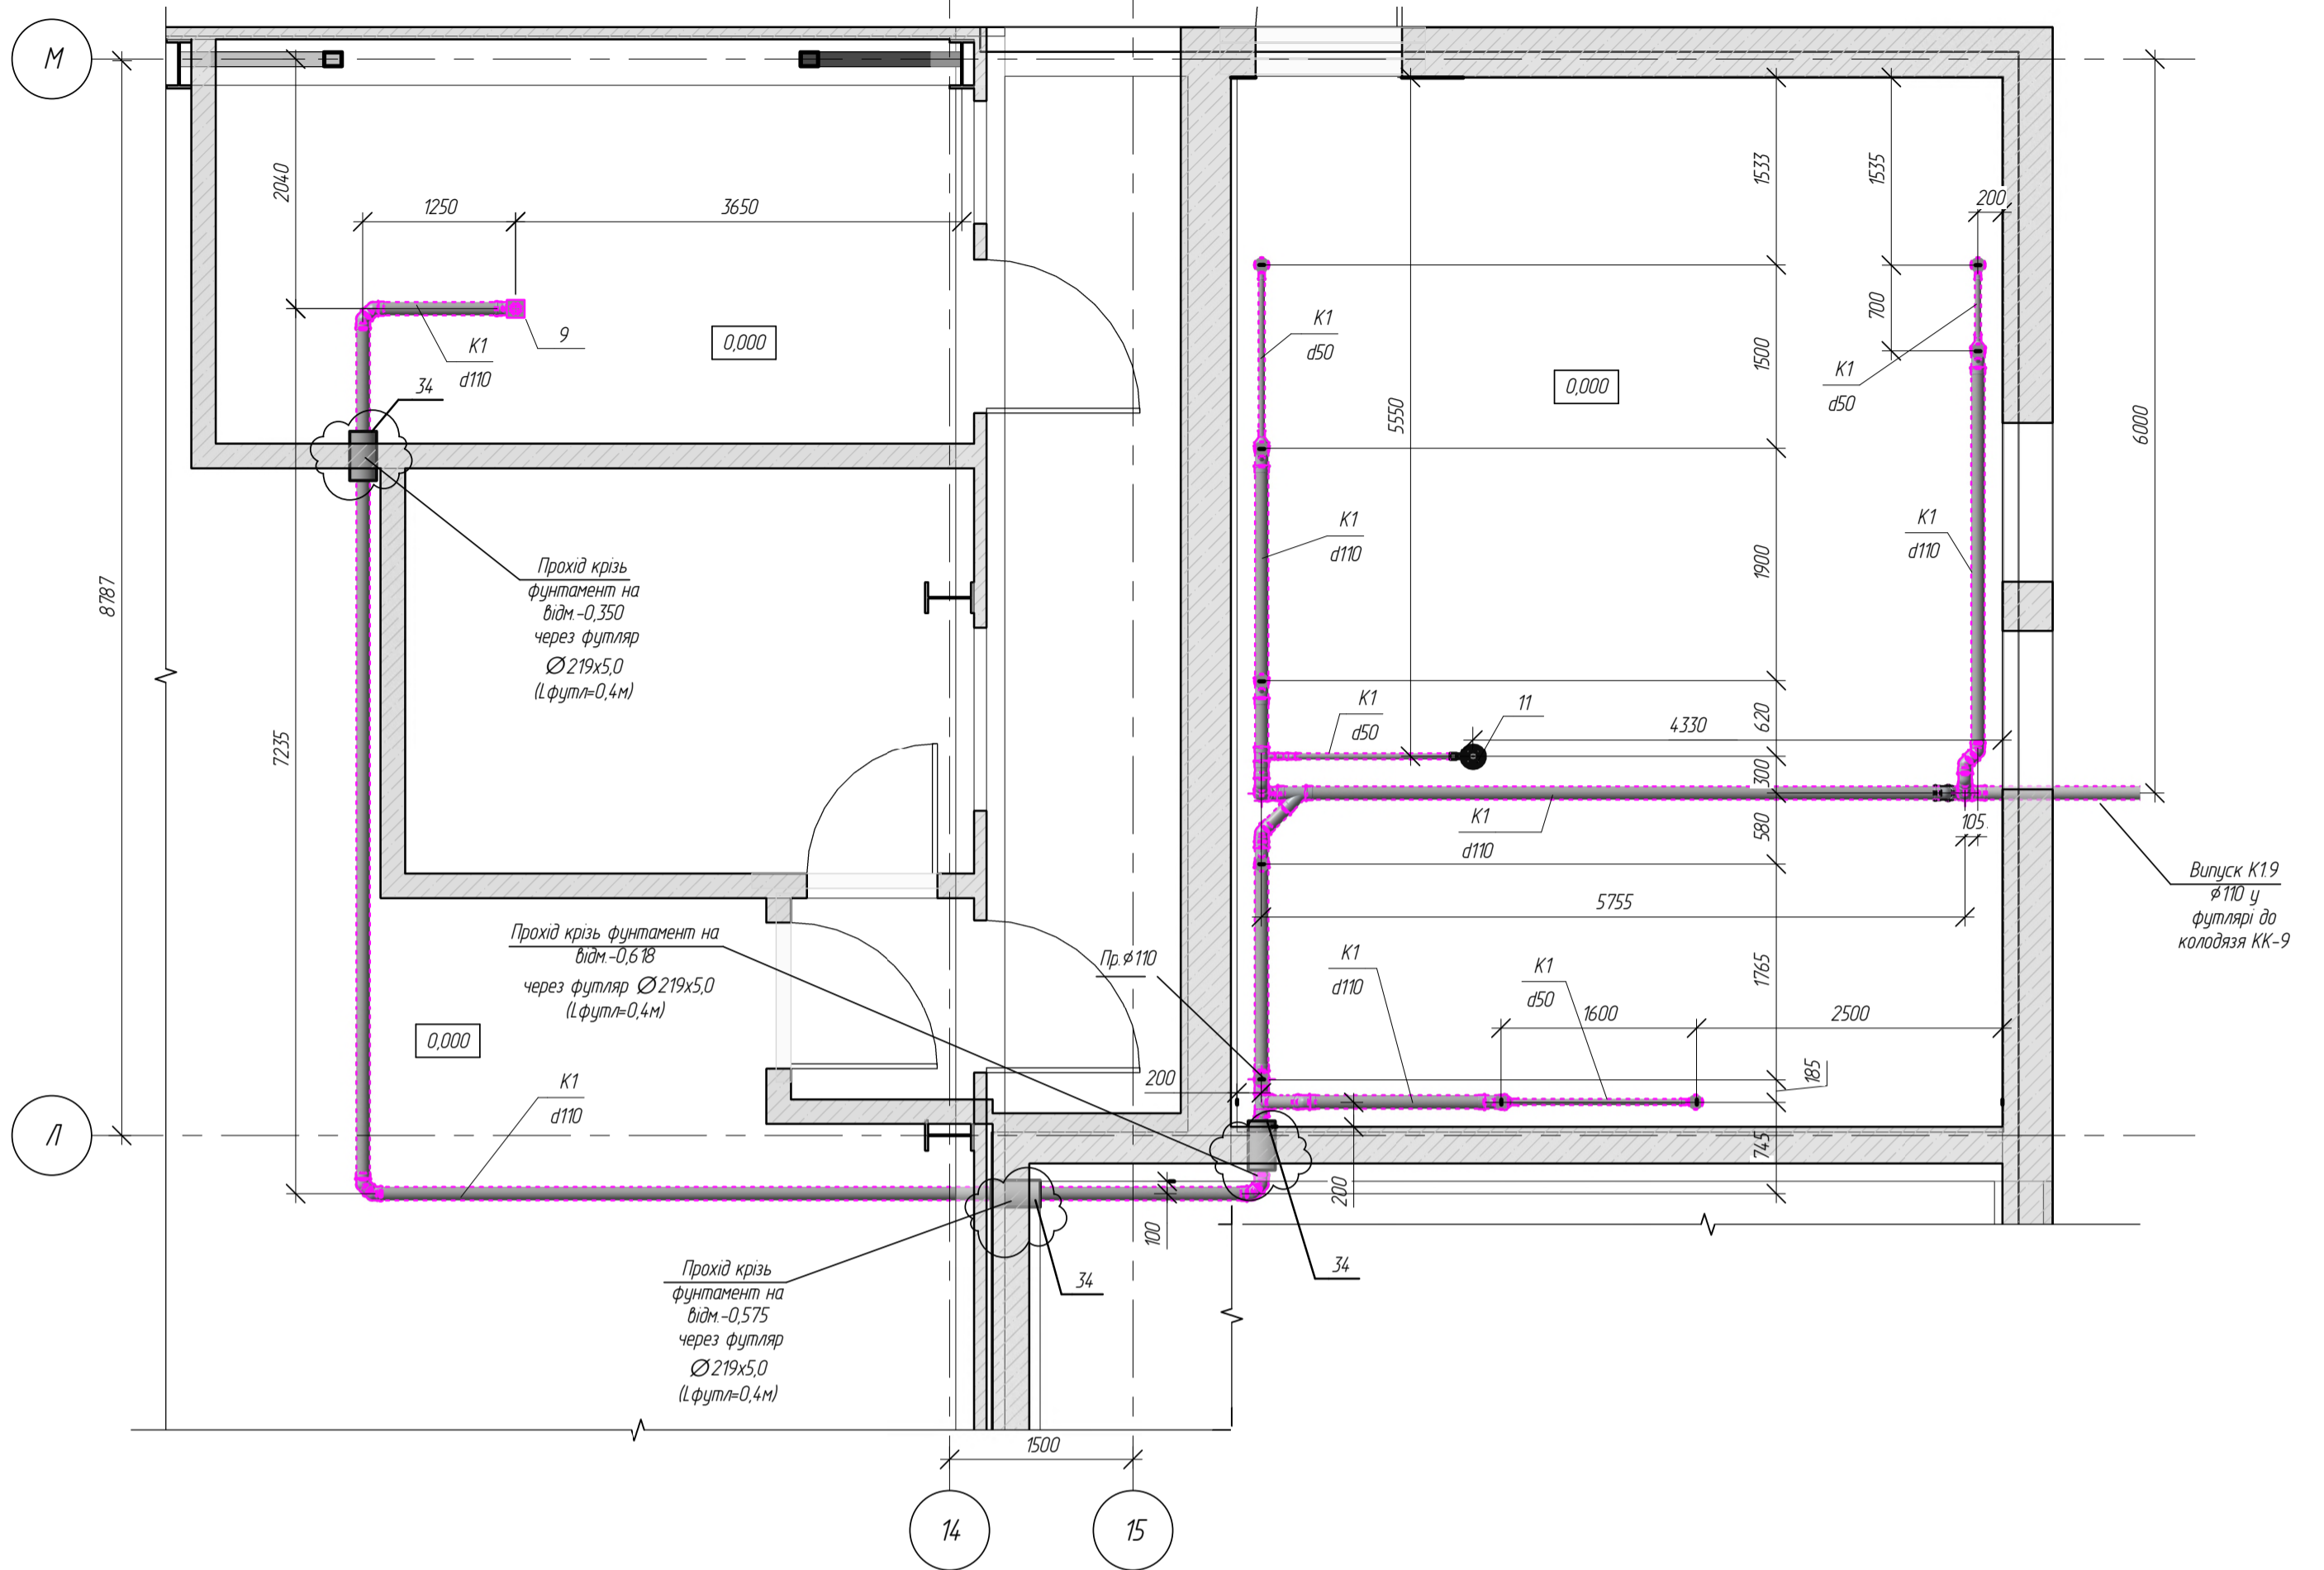 М
2040
1250
3650
1533
1535
200
9
К1
d110
0,000
34
К1
d50
1500
700
0,000
К1
d50
5550
6000
8787
Прохід крізь
фунтамент на
відм.-0,350
через футляр
Ø219x5,0
(Lфутл=0,4м)
К1
d110
1900
К1
d110
7235
К1
d50
11
4330
620
300
К1
d110
580
105
Випуск К1.9
ϕ110 у
футлярі до
колодязя КК-9
5755
Прохід крізь фунтамент на
відм.-0,618
через футляр Ø219x5,0
(Lфутл=0,4м)
Пр.ϕ110
К1
d110
К1
d50
1765
1600
2500
0,000
К1
d110
200
185
Л
745
200
100
34
34
Прохід крізь
фунтамент на
відм.-0,575
через футляр
Ø219x5,0
(Lфутл=0,4м)
1500
14
15